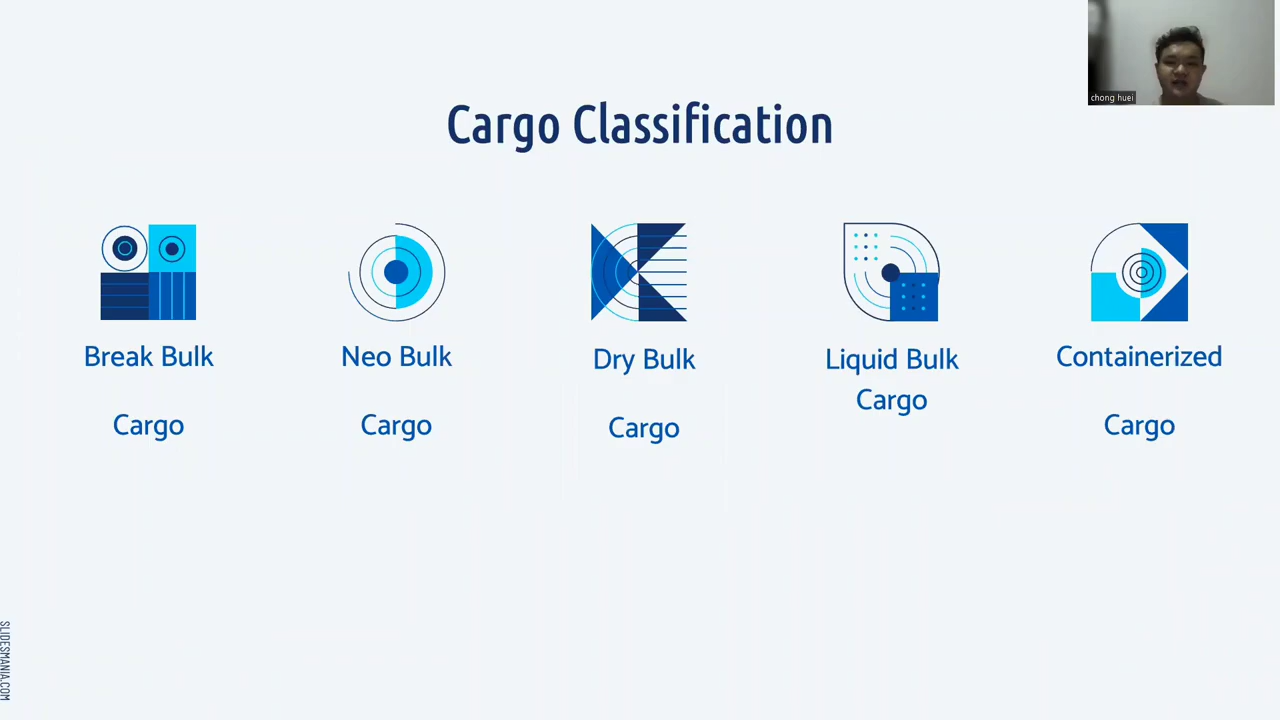 chong huei
Cargo Classification
Break Bulk
Cargo
Neo Bulk
Cargo
Dry Bulk
Cargo
Liquid Bulk
Cargo
Containerized
Cargo
SLIDESMANIA.COM